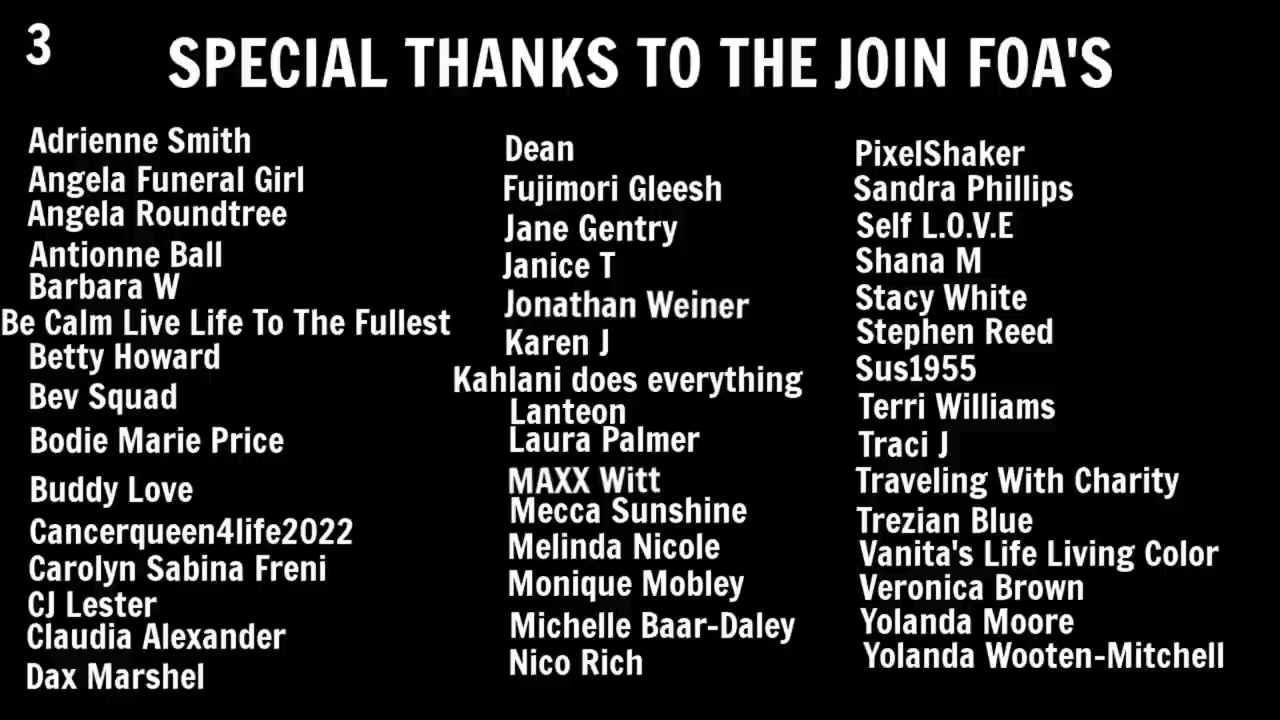 3
SPECIAL THANKS TO THE JOIN FOA'S
Adrienne Smith
Angela Funeral Girl
Angela Roundtree
Antionne Ball
Barbara W
Be Calm Live Life To The Fullest
Betty Howard
Bev Squad
Bodie Marie Price
Buddy Love
Cancerqueen4life2022
Carolyn Sabina Freni
CJ Lester
Claudia Alexander
Dax Marshel
Dean
Fujimori Gleesh
Jane Gentry
Janice T
Jonathan Weiner
Karen J
Kahlani does everything
Lanteon
Laura Palmer
MAXX Witt
Mecca Sunshine
Melinda Nicole
Monique Mobley
Michelle Baar-Daley
Nico Rich
PixelShaker
Sandra Phillips
Self L.O.V.E
Shana M
Stacy White
Stephen Reed
Sus1955
Terri Williams
Traci J
Traveling With Charity
Trezian Blue
Vanita's Life Living Color
Veronica Brown
Yolanda Moore
Yolanda Wooten-Mitchell